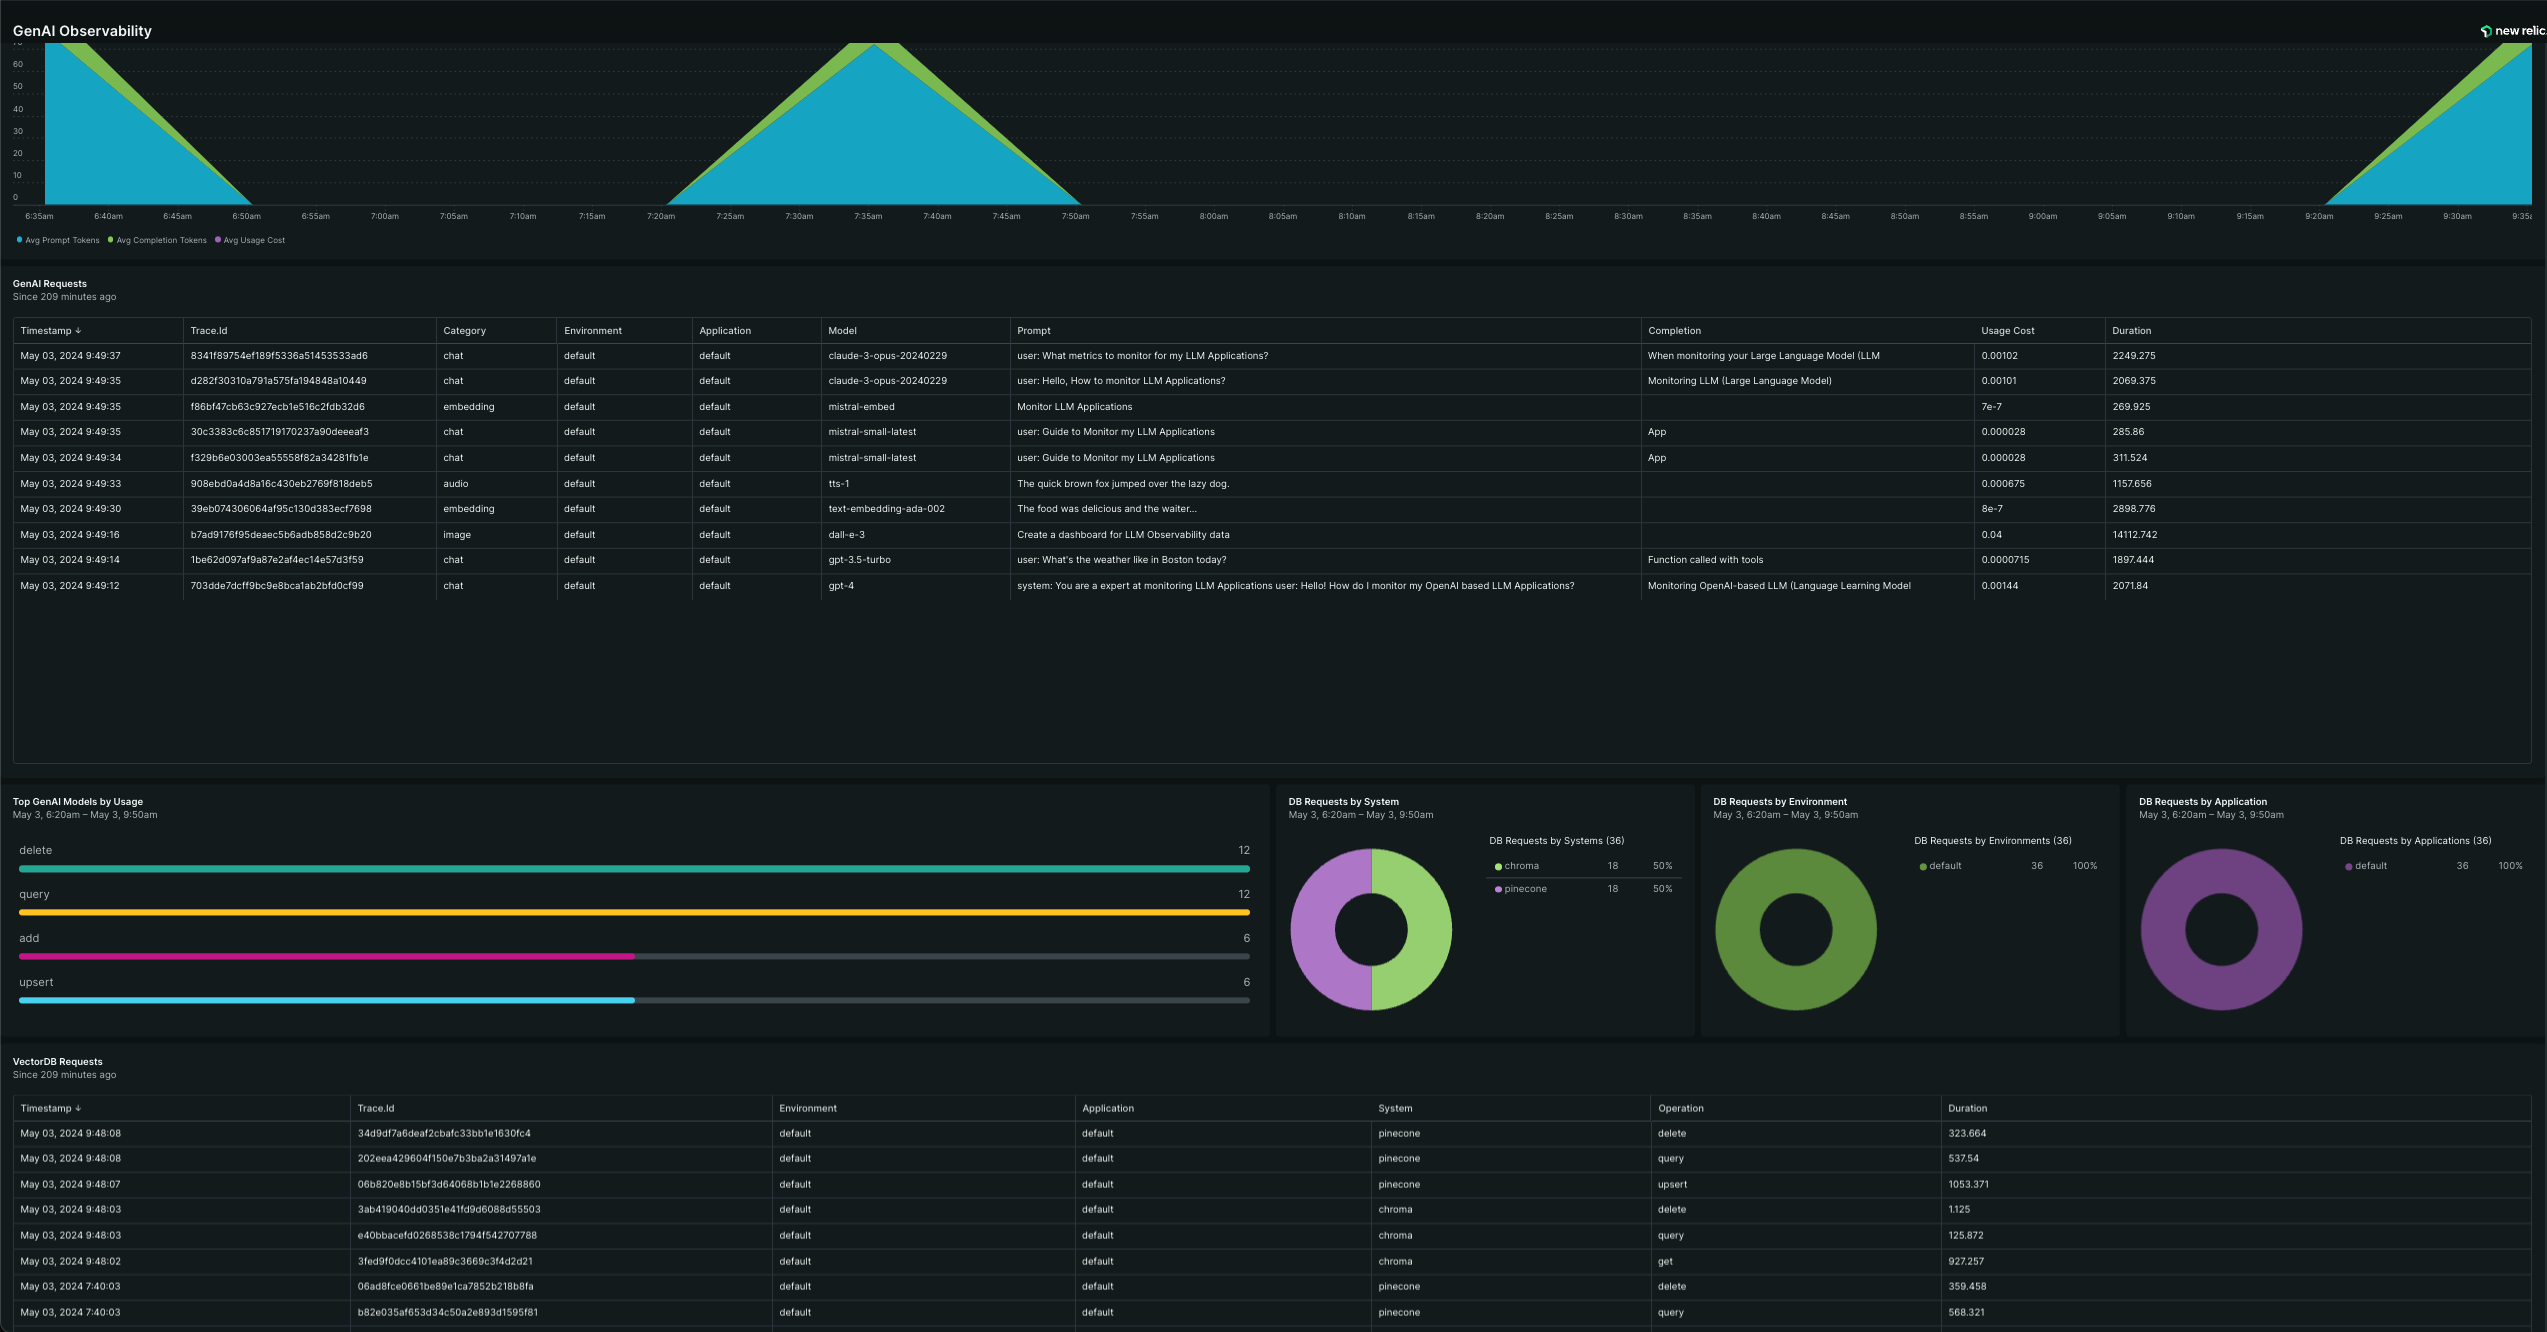 GenAI Observability
new relic.
60
50
40
30
20
10
0
6:35am 6:40am 6:45am 6:50am 6:55am 7:00am 7:05am 7:10am 7:15am 7:20am 7:25am 7:30am 7:35am 7:40am 7:45am 7:50am 7:55am 8:00am 8:05am 8:10am 8:15am 8:20am 8:25am 8:30am 8:35am 8:40am 8:45am 8:50am 8:55am 9:00am 9:05am 9:10am 9:15am 9:20am 9:25am 9:30am 9:35a
Avg Prompt Tokens Avg Completion Tokens Avg Usage Cost
GenAI Requests
Since 209 minutes ago
Timestamp ↓ Trace.Id Category Environment Application Model Prompt Completion Usage Cost Duration
May 03, 2024 9:49:37 8341f89754ef189f5336a51453533ad6 chat default default claude-3-opus-20240229 user: What metrics to monitor for my LLM Applications? When monitoring your Large Language Model (LLM 0.00102 2249.275
May 03, 2024 9:49:35 d282f30310a791a575fa194848a10449 chat default default claude-3-opus-20240229 user: Hello, How to monitor LLM Applications? Monitoring LLM (Large Language Model) 0.00101 2069.375
May 03, 2024 9:49:35 f86bf47cb63c927ecb1e516c2fdb32d6 embedding default default mistral-embed Monitor LLM Applications 7e-7 269.925
May 03, 2024 9:49:35 30c3383c6c851719170237a90deeeaf3 chat default default mistral-small-latest user: Guide to Monitor my LLM Applications App 0.000028 285.86
May 03, 2024 9:49:34 f329b6e03003ea55558f82a34281fb1e chat default default mistral-small-latest user: Guide to Monitor my LLM Applications App 0.000028 311.524
May 03, 2024 9:49:33 908ebd0a4d8a16c430eb2769f818deb5 audio default default tts-1 The quick brown fox jumped over the lazy dog. 0.000675 1157.656
May 03, 2024 9:49:30 39eb074306064af95c130d383ecf7698 embedding default default text-embedding-ada-002 The food was delicious and the waiter... 8e-7 2898.776
May 03, 2024 9:49:16 b7ad9176f95deaec5b6adb858d2c9b20 image default default dall-e-3 Create a dashboard for LLM Observability data 0.04 14112.742
May 03, 2024 9:49:14 1be62d097af9a87e2af4ec14e57d3f59 chat default default gpt-3.5-turbo user: What's the weather like in Boston today? Function called with tools 0.0000715 1897.444
May 03, 2024 9:49:12 703dde7dcff9bc9e8bca1ab2bfd0cf99 chat default default gpt-4 system: You are a expert at monitoring LLM Applications user: Hello! How do I monitor my OpenAI based LLM Applications? Monitoring OpenAI-based LLM (Language Learning Model 0.00144 2071.84
Top GenAI Models by Usage
May 3, 6:20am – May 3, 9:50am
delete 12
query 12
add 6
upsert 6
DB Requests by System
May 3, 6:20am – May 3, 9:50am
DB Requests by Systems (36)
chroma 18 50%
pinecone 18 50%
DB Requests by Environment
May 3, 6:20am – May 3, 9:50am
DB Requests by Environments (36)
default 36 100%
DB Requests by Application
May 3, 6:20am – May 3, 9:50am
DB Requests by Applications (36)
default 36 100%
VectorDB Requests
Since 209 minutes ago
Timestamp ↓ Trace.Id Environment Application System Operation Duration
May 03, 2024 9:48:08 34d9df7a6deaf2cbafc33bb1e1630fc4 default default pinecone delete 323.664
May 03, 2024 9:48:08 202eea429604f150e7b3ba2a31497a1e default default pinecone query 537.54
May 03, 2024 9:48:07 06b820e8b15bf3d64068b1b1e2268860 default default pinecone upsert 1053.371
May 03, 2024 9:48:03 3ab419040dd0351e41fd9d6088d55503 default default chroma delete 1.125
May 03, 2024 9:48:03 e40bbacefd0268538c1794f542707788 default default chroma query 125.872
May 03, 2024 9:48:02 3fed9f0dcc4101ea89c3669c3f4d2d21 default default chroma get 927.257
May 03, 2024 7:40:03 06ad8fce0661be89e1ca7852b218b8fa default default pinecone delete 359.458
May 03, 2024 7:40:03 b82e035af653d34c50a2e893d1595f81 default default pinecone query 568.321